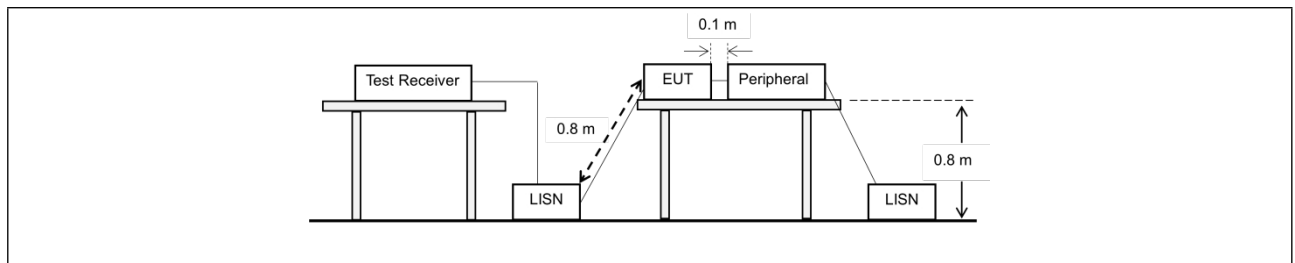 0.1 m
Test Receiver
EUT
Peripheral
0.8 m
0.8 m
LISN
LISN